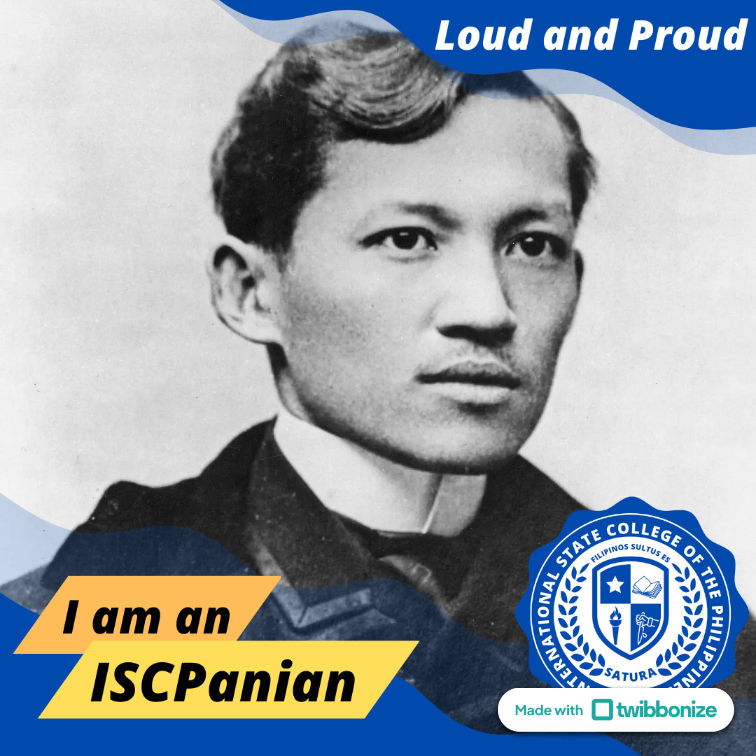 Loud and Proud
I am an
ISCPanian
INTERNATIONAL STATE COLLEGE OF THE PHILIPPINES
FILIPINOS SULTUS ES
SATURA
Made with twibbonize